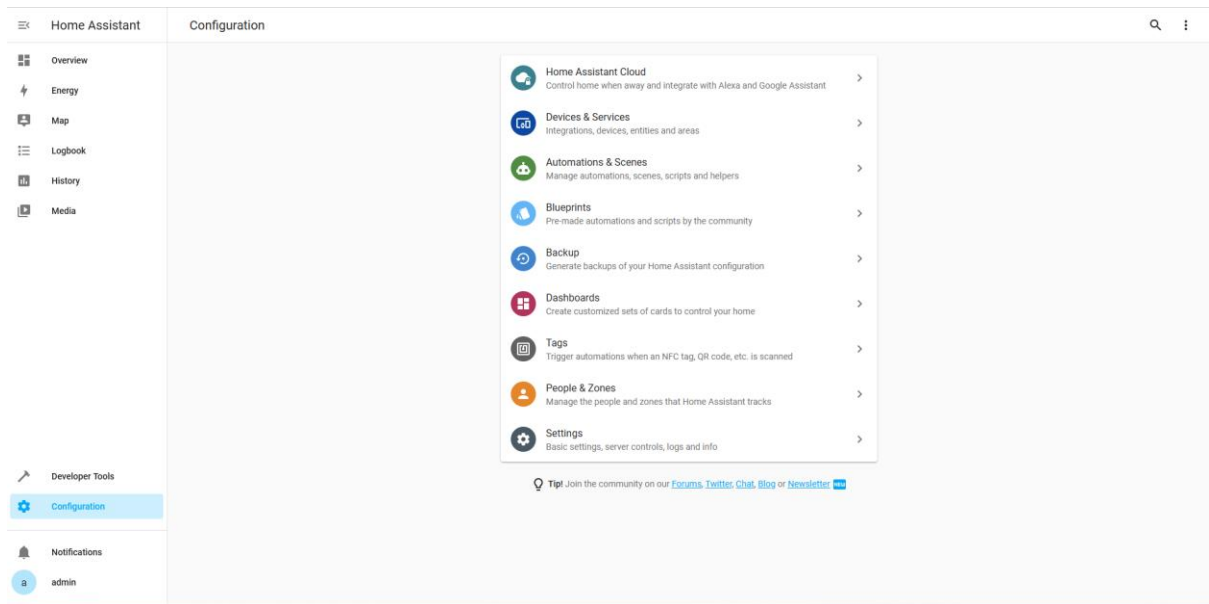 Home Assistant
Configuration
Overview
Energy
Map
Logbook
History
Media
Developer Tools
Configuration
Notifications
a
admin
Home Assistant Cloud
Control home when away and integrate with Alexa and Google Assistant
Devices & Services
Integrations, devices, entities and areas
Automations & Scenes
Manage automations, scenes, scripts and helpers
Blueprints
Pre-made automations and scripts by the community
Backup
Generate backups of your Home Assistant configuration
Dashboards
Create customized sets of cards to control your home
Tags
Trigger automations when an NFC tag, QR code, etc. is scanned
People & Zones
Manage the people and zones that Home Assistant tracks
Settings
Basic settings, server controls, logs and info
Tip! Join the community on our Forums, Twitter, Chat, Blog or Newsletter NEW